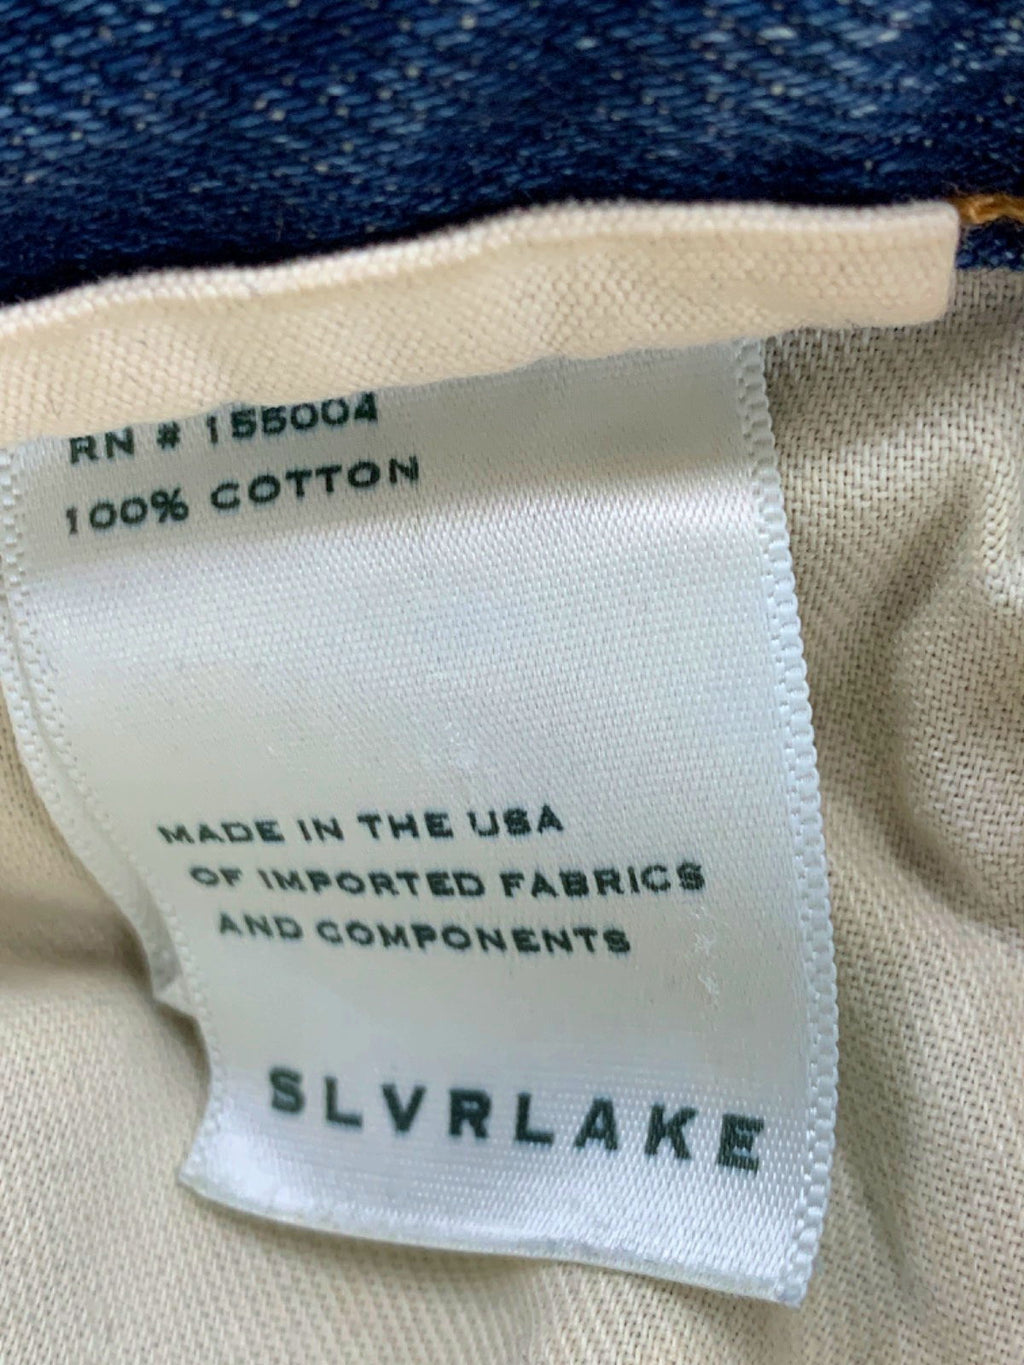 RN # 155004
100% COTTON
MADE IN THE USA
OF IMPORTED FABRICS
AND COMPONENTS
SLVRLAKE